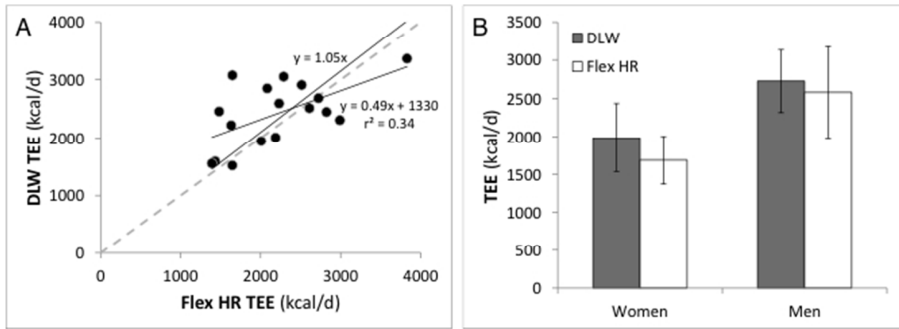 A
DLW TEE (kcal/d)
4000
3000
2000
1000
0
y = 1.05x
y = 0.49x + 1330
r² = 0.34
0 1000 2000 3000 4000
Flex HR TEE (kcal/d)
B
TEE (kcal/d)
3500
3000
2500
2000
1500
1000
500
0
DLW
Flex HR
Women Men